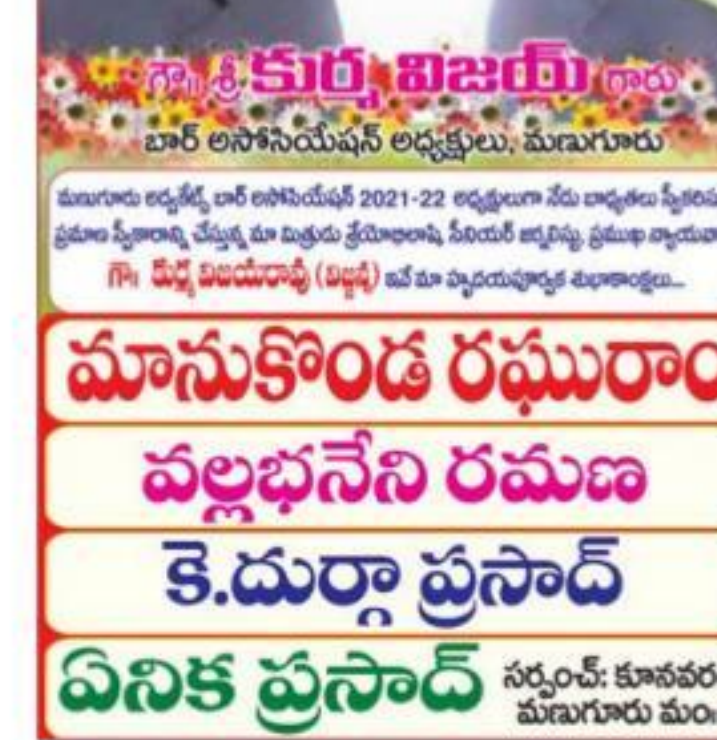 గౌ॥ శ్రీ కుర్మ విజయ్ గారు
బార్ అసోసియేషన్ అధ్యక్షులు, మణుగూరు
మణుగూరు అడ్వకేట్స్ బార్ అసోసియేషన్ 2021-22 అధ్యక్షులుగా నేడు బాధ్యతలు
ప్రమాణ స్వీకారాన్ని చేస్తున్న మా మిత్రుడు శ్రేయోభిలాషి, సీనియర్ జర్నలిస్టు, ప్రముఖ
గౌ॥ కుర్మ విజయరావు (విజ్జన్న) ఇవే మా హృదయపూర్వక శుభాకాంక్షలు...
మానుకొండ రఘురాం
వల్లభనేని రమణ
కె.దుర్గా ప్రసాద్
ఏనిక ప్రసాద్ సర్పంచ్: కూనవర
మణుగూరు మం